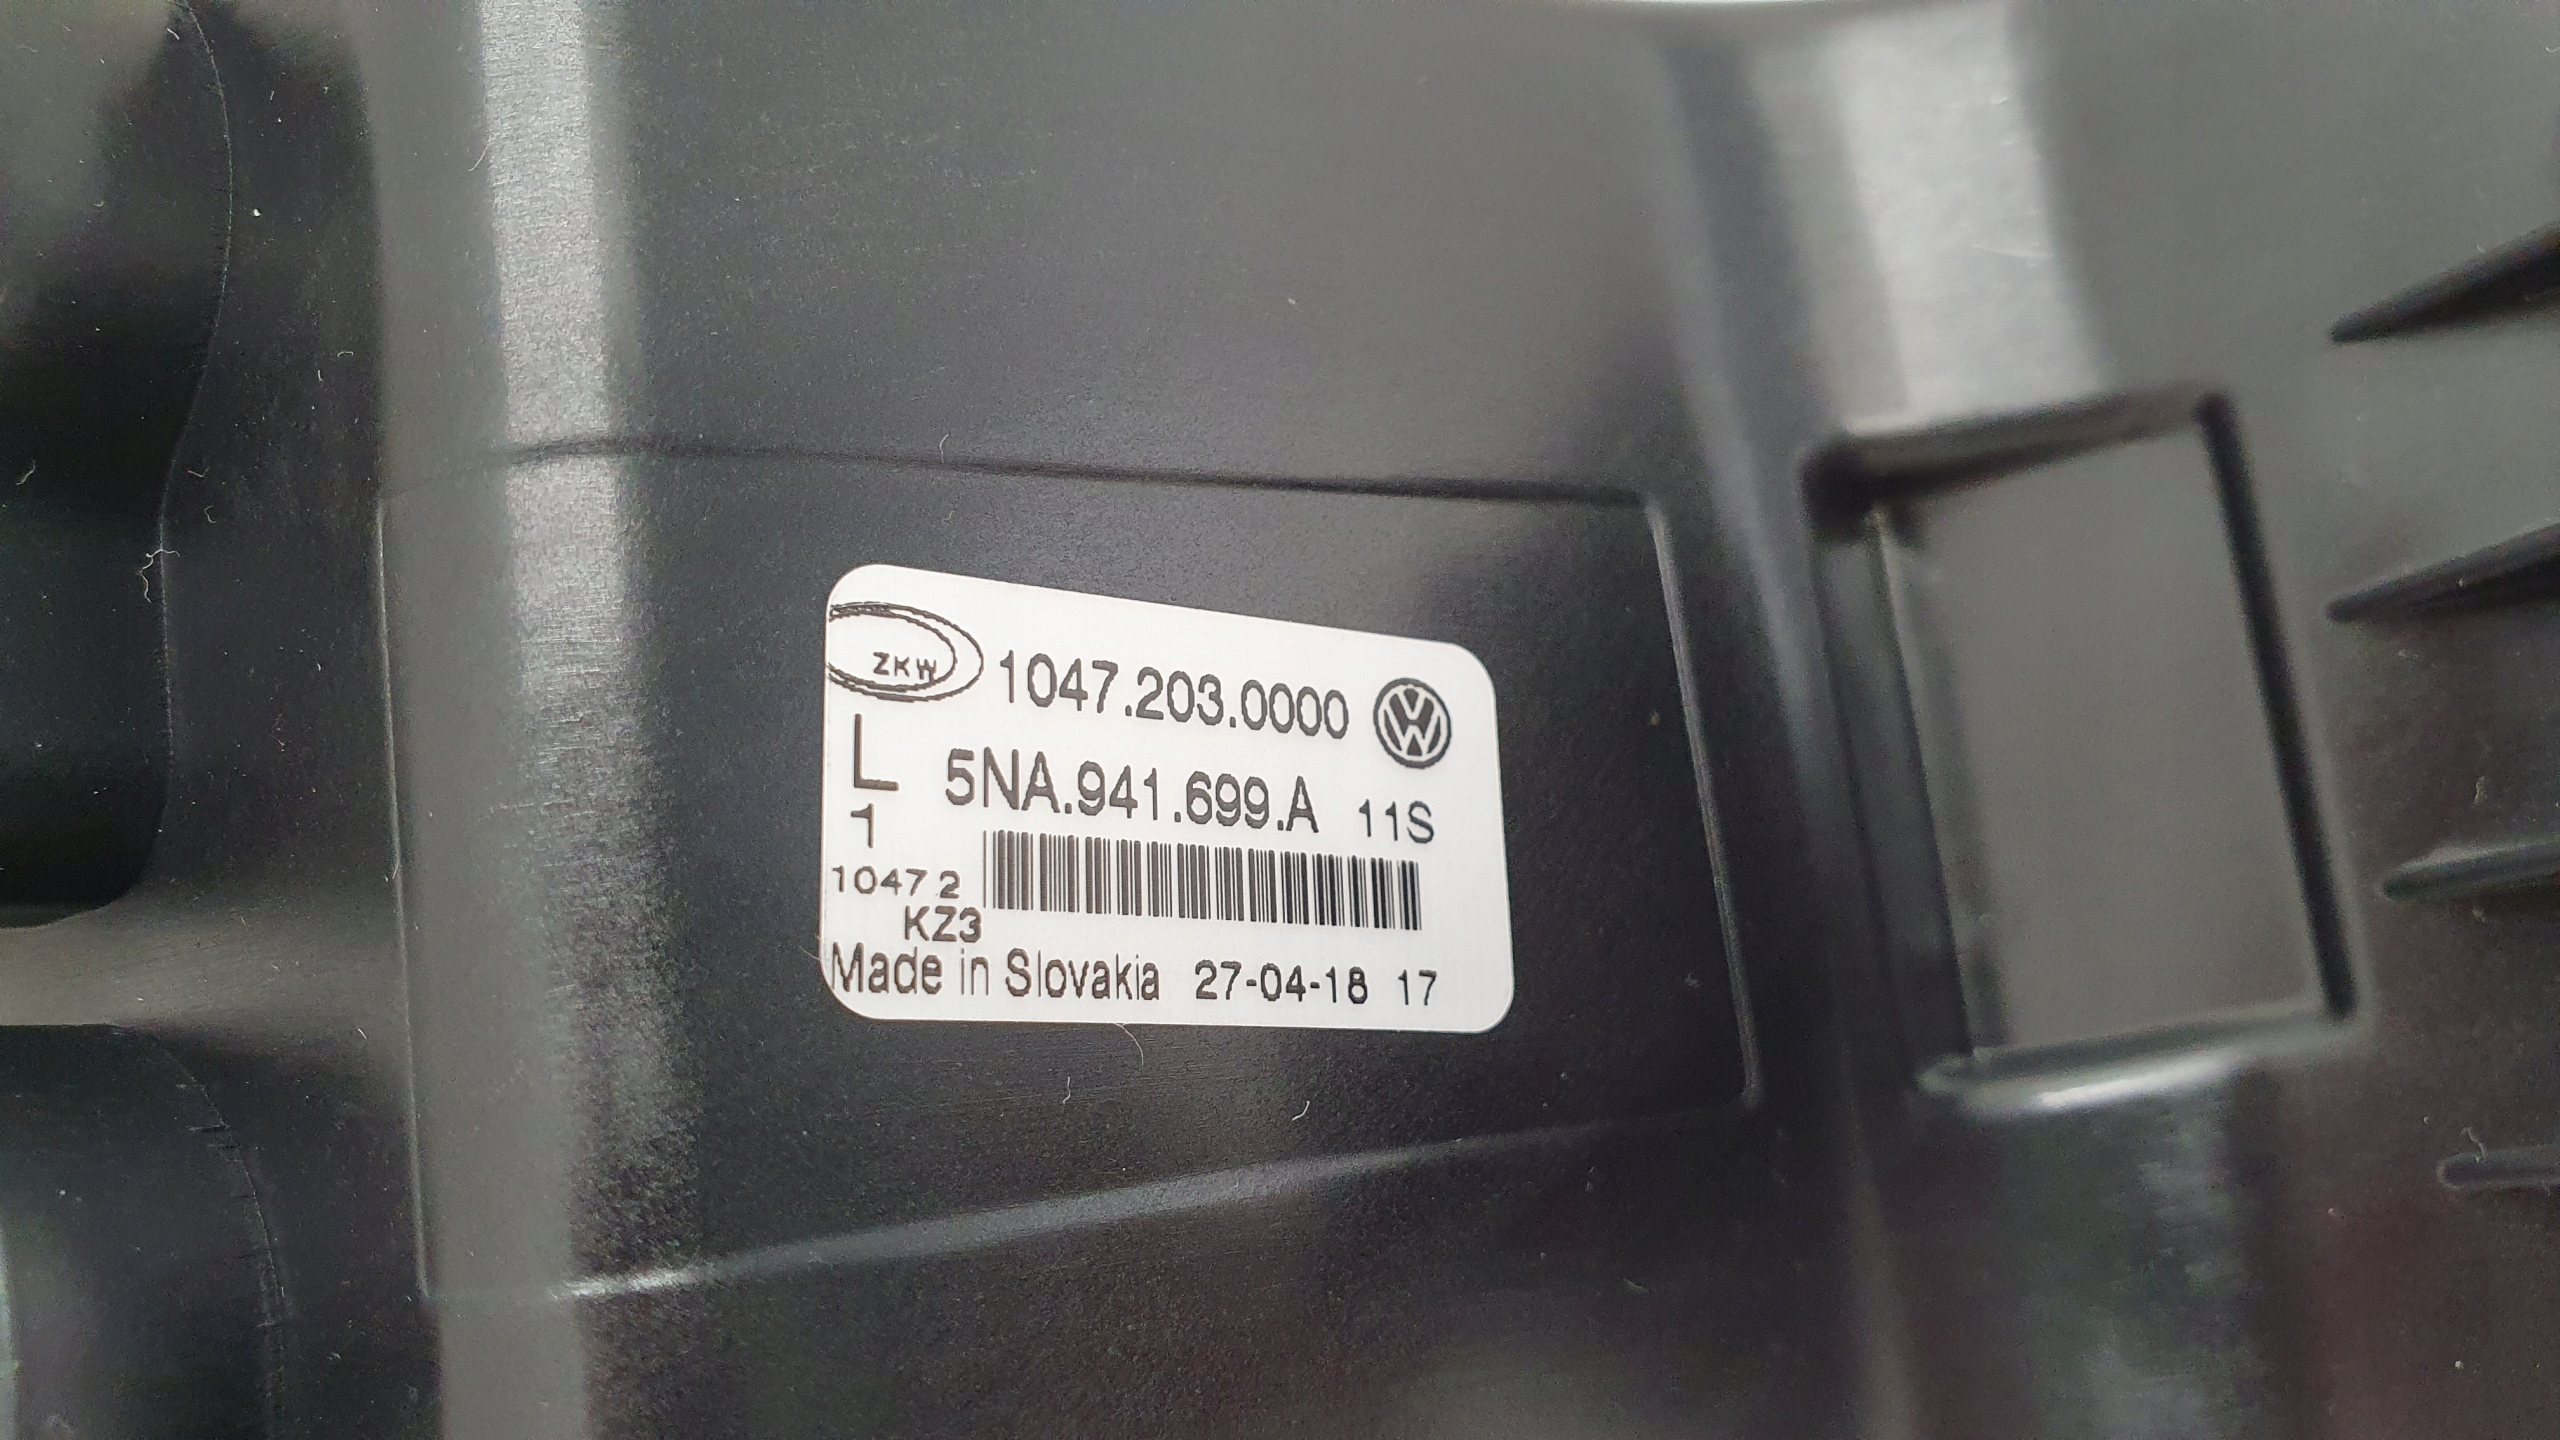 ZKW 1047.203.0000 VW
L 5NA.941.699.A 11S
1
1047 2
KZ3
Made in Slovakia 27-04-18 17